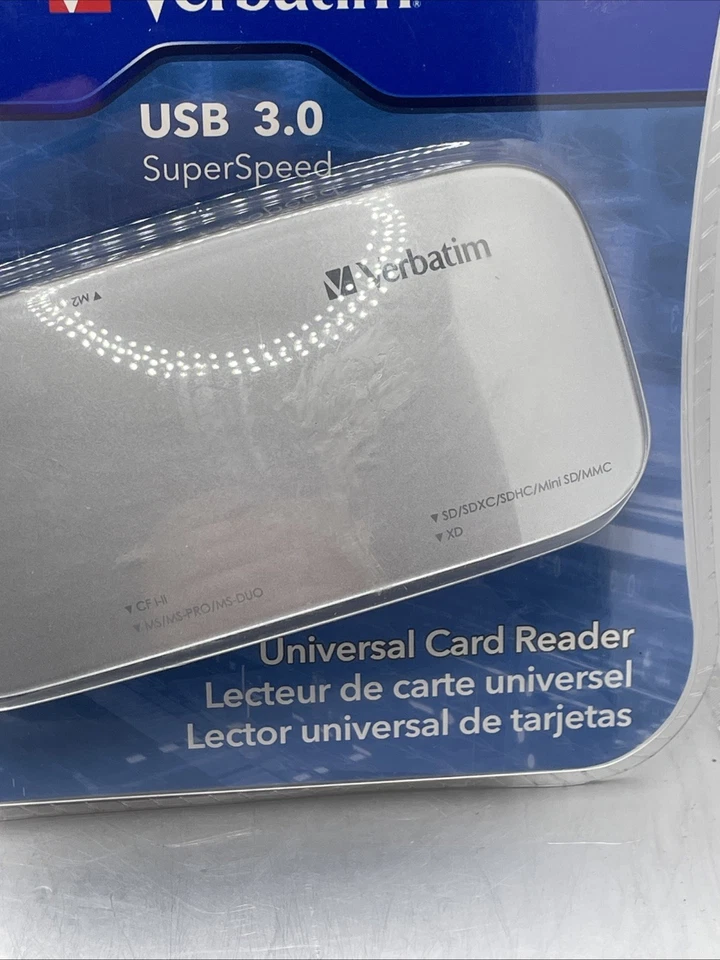 Verbatim®
USB 3.0
SuperSpeed
Verbatim
▼ M2
▼ SD/SDXC/SDHC/Mini SD/MMC
▼ XD
▼ CF I-II
▼ MS/MS-PRO/MS-DUO
Universal Card Reader
Lecteur de carte universel
Lector universal de tarjetas